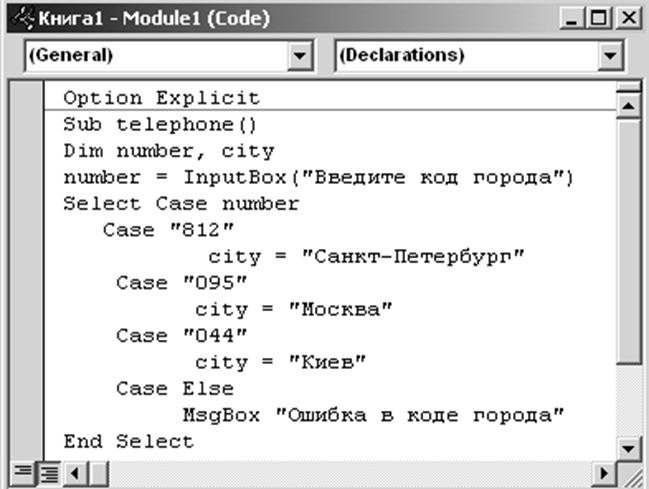 Книга1 - Module1 (Code)
(General) (Declarations)
Option Explicit
Sub telephone()
Dim number, city
number = InputBox("Введите код города")
Select Case number
Case "812"
city = "Санкт-Петербург"
Case "095"
city = "Москва"
Case "044"
city = "Киев"
Case Else
MsgBox "Ошибка в коде города"
End Select